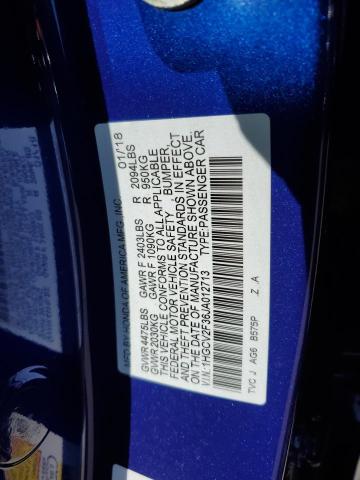 MFD. BY HONDA OF AMERICA MFG., INC. 01/18
GVWR 4475LBS GAWR F 2403LBS R 2094LBS
GVWR 2030KG GAWR F 1090KG R 950KG
THIS VEHICLE CONFORMS TO ALL APPLICABLE
FEDERAL MOTOR VEHICLE SAFETY, BUMPER,
AND THEFT PREVENTION STANDARDS IN EFFECT
ON THE DATE OF MANUFACTURE SHOWN ABOVE.
V.I.N.:1HGCV2F36JA012713 TYPE:PASSENGER CAR
TVC J AG6 B575P Z .A